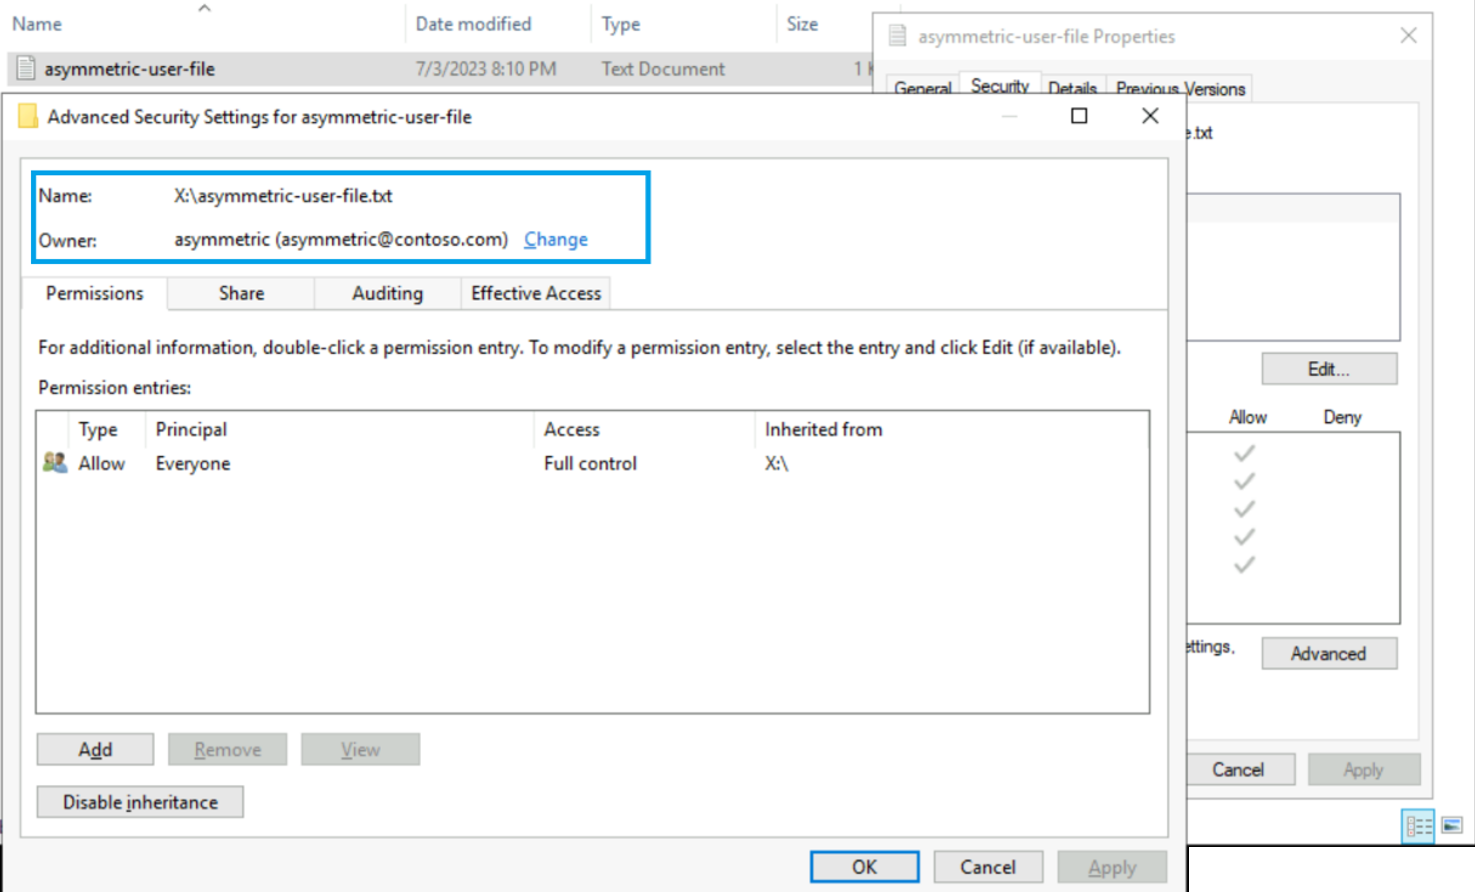 Name Date modified Type Size
asymmetric-user-file 7/3/2023 8:10 PM Text Document 1
asymmetric-user-file Properties
General Security Details Previous Versions
.txt
Advanced Security Settings for asymmetric-user-file
Name: X:\asymmetric-user-file.txt
Owner: asymmetric (asymmetric@contoso.com) Change
Permissions Share Auditing Effective Access
For additional information, double-click a permission entry. To modify a permission entry, select the entry and click Edit (if available).
Permission entries:
Type Principal Access Inherited from
Allow Everyone Full control X:\
Add Remove View
Disable inheritance
OK Cancel Apply
Edit...
Allow Deny
ettings,
Advanced
Cancel Apply